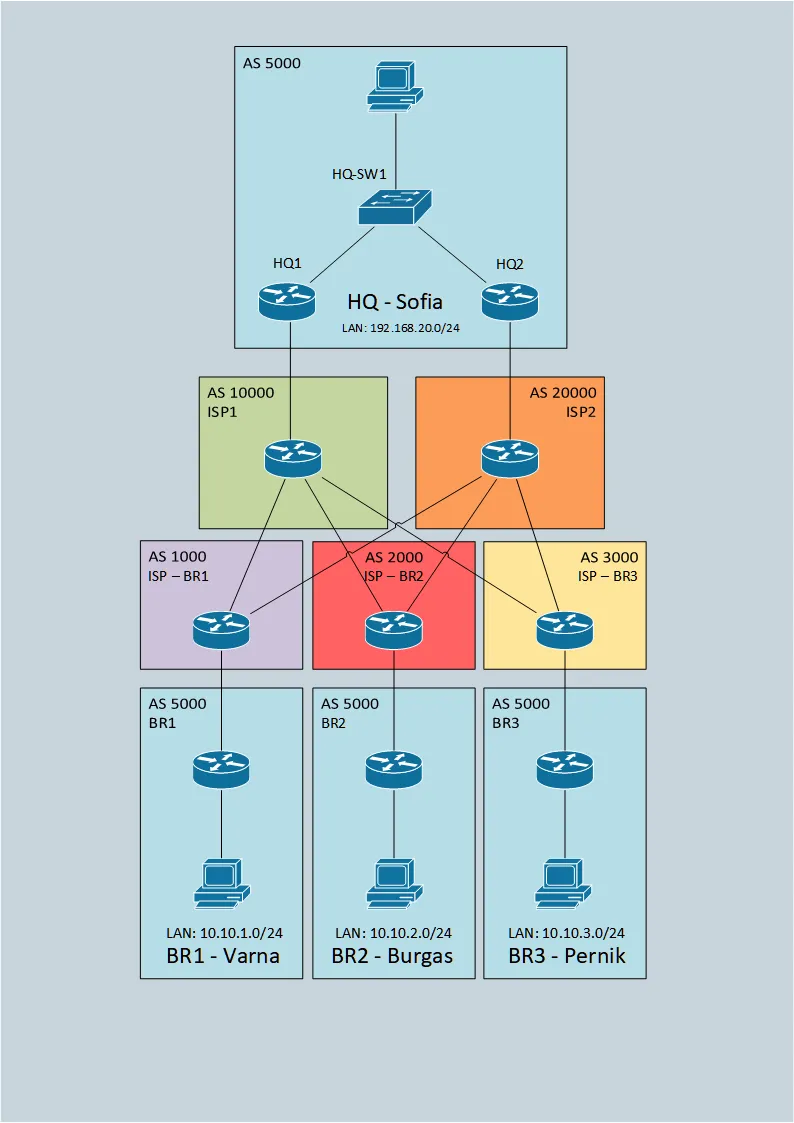 AS 5000
HQ-SW1
HQ1
HQ2
HQ - Sofia
LAN: 192.168.20.0/24
AS 10000
ISP1
AS 20000
ISP2
AS 1000
ISP – BR1
AS 2000
ISP – BR2
AS 3000
ISP – BR3
AS 5000
BR1
AS 5000
BR2
AS 5000
BR3
LAN: 10.10.1.0/24
BR1 - Varna
LAN: 10.10.2.0/24
BR2 - Burgas
LAN: 10.10.3.0/24
BR3 - Pernik